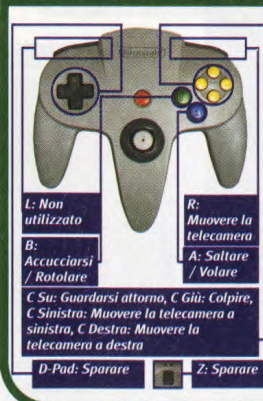 L: Non
utilizzato
R:
Muovere la
telecamera
B:
Accucciarsi
/ Rotolare
A: Saltare
/ Volare
C Su: Guardarsi attorno, C Giù: Colpire,
C Sinistra: Muovere la telecamera a
sinistra, C Destra: Muovere la
telecamera a destra
D-Pad: Sparare
Z: Sparare